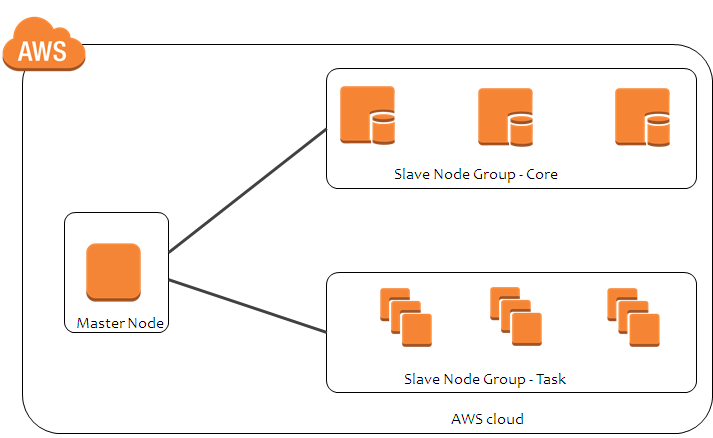 AWS
Slave Node Group - Core
Master Node
Slave Node Group - Task
AWS cloud